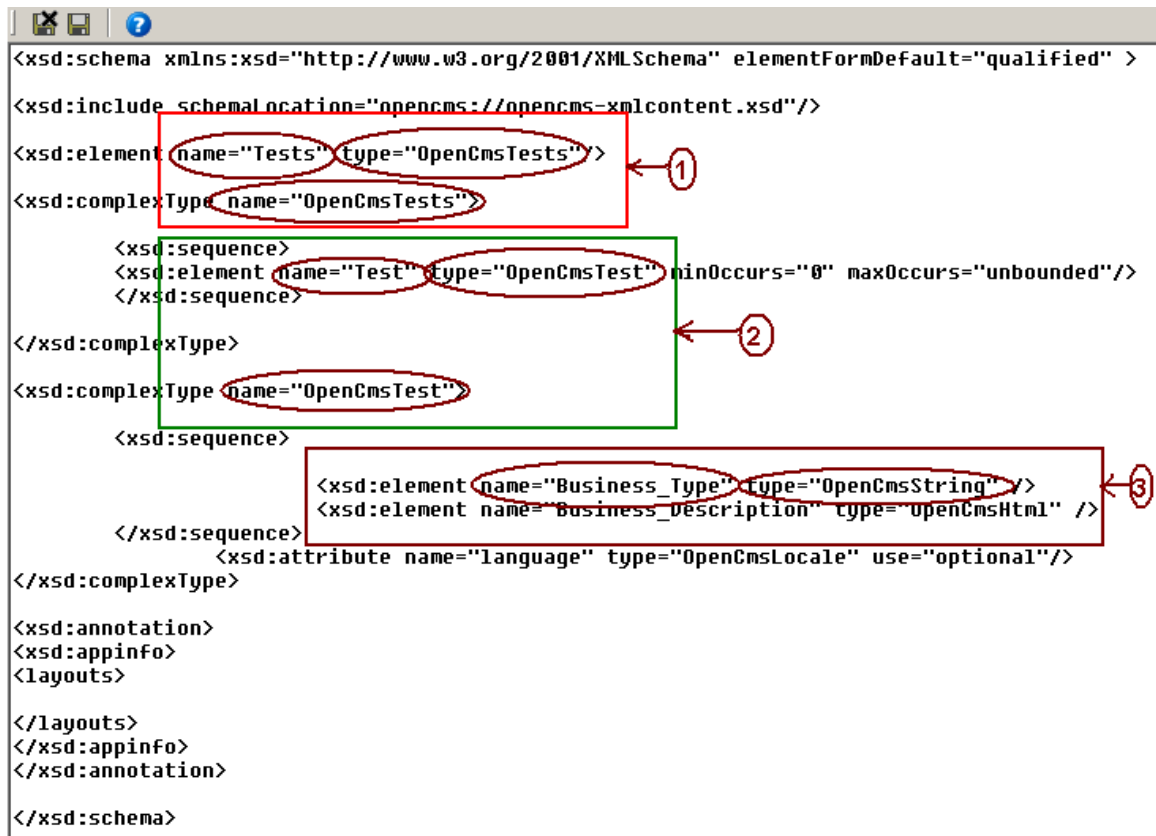 <xsd:schema xmlns:xsd="http://www.w3.org/2001/XMLSchema" elementFormDefault="qualified" >
<xsd:include schemaLocation="opencms://opencms-xmlcontent.xsd"/>
<xsd:element name="Tests" type="OpenCmsTests"/>
1
<xsd:complexType name="OpenCmsTests">
<xsd:sequence>
<xsd:element name="Test" type="OpenCmsTest" minOccurs="0" maxOccurs="unbounded"/>
</xsd:sequence>
2
</xsd:complexType>
<xsd:complexType name="OpenCmsTest">
<xsd:sequence>
<xsd:element name="Business_Type" type="OpenCmsString" />
3
<xsd:element name="Business_Description" type="OpenCmsHtml" />
</xsd:sequence>
<xsd:attribute name="language" type="OpenCmsLocale" use="optional"/>
</xsd:complexType>
<xsd:annotation>
<xsd:appinfo>
<layouts>
</layouts>
</xsd:appinfo>
</xsd:annotation>
</xsd:schema>